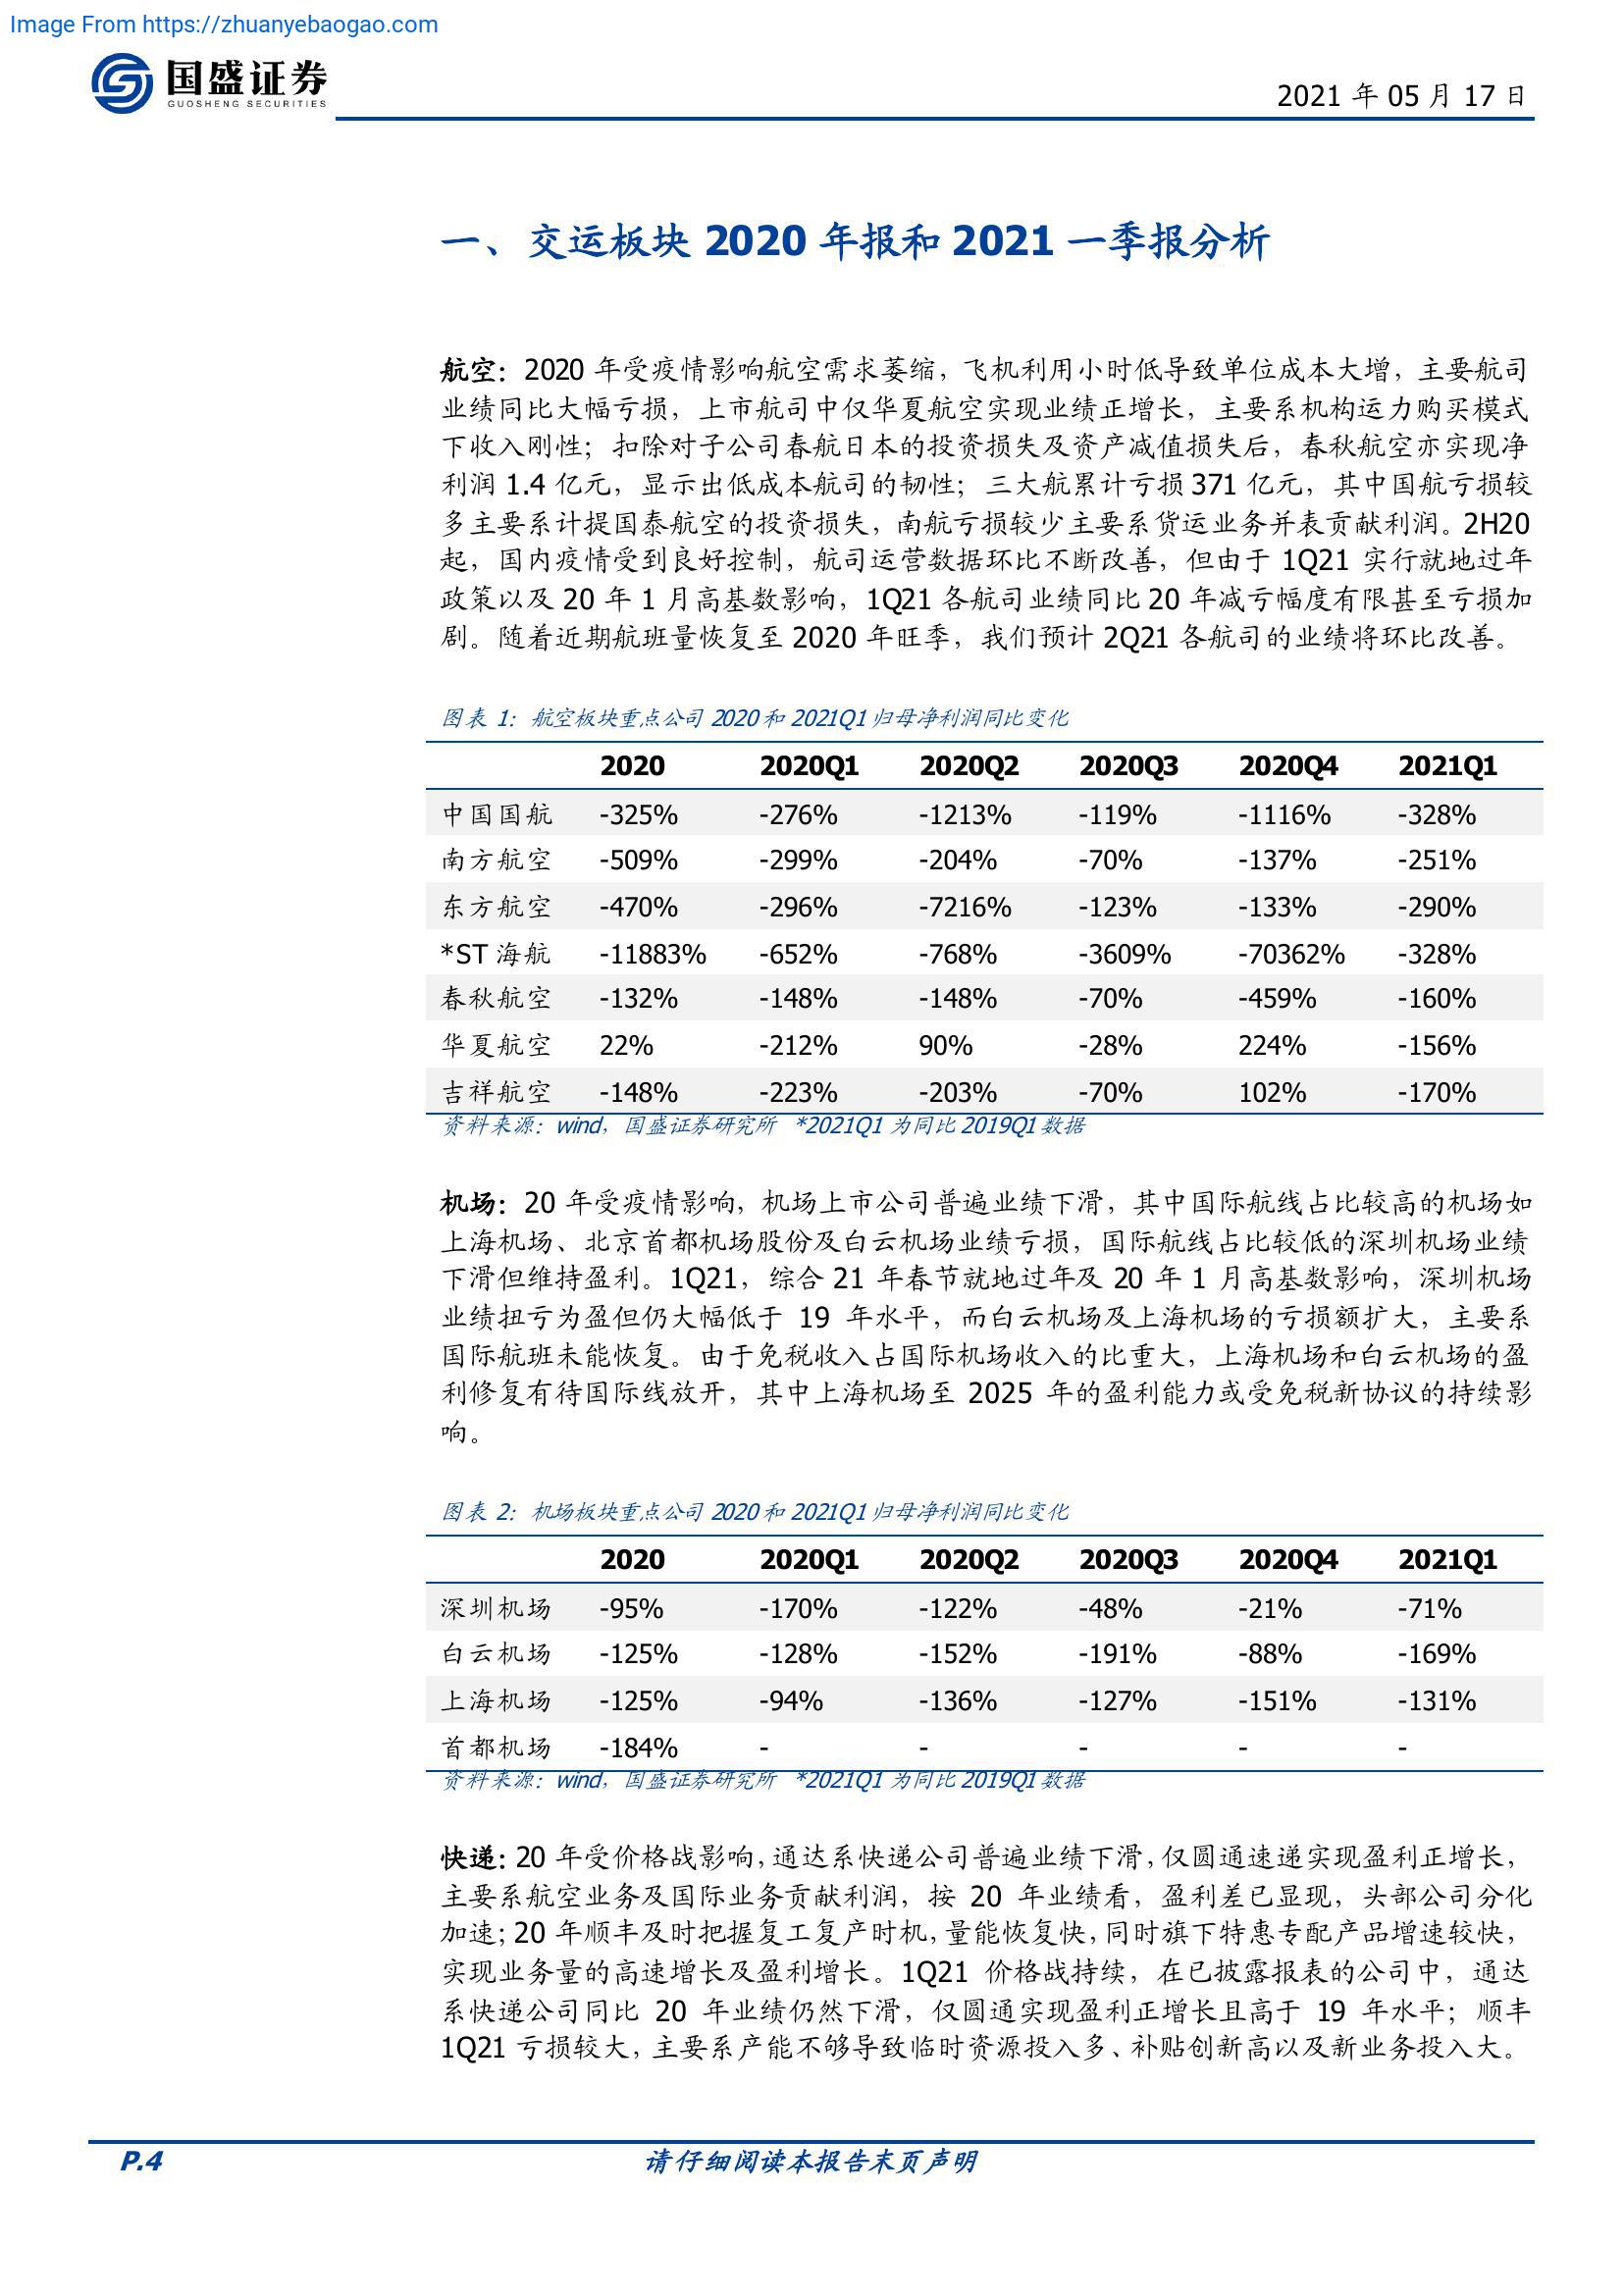 Image From https://zhuanyebaogao.com
国盛证券
GUOSHENG SECURITIES
2021 年 05 月 17 日
一、交运板块 2020 年报和 2021 一季报分析
航空：2020 年受疫情影响航空需求萎缩，飞机利用小时低导致单位成本大增，主要航司
业绩同比大幅亏损，上市航司中仅华夏航空实现业绩正增长，主要系机构运力购买模式
下收入刚性；扣除对子公司春航日本的投资损失及资产减值损失后，春秋航空亦实现净
利润 1.4 亿元，显示出低成本航司的韧性；三大航累计亏损 371 亿元，其中国航亏损较
多主要系计提国泰航空的投资损失，南航亏损较少主要系货运业务并表贡献利润。2H20
起，国内疫情受到良好控制，航司运营数据环比不断改善，但由于 1Q21 实行就地过年
政策以及 20 年 1 月高基数影响，1Q21 各航司业绩同比 20 年减亏幅度有限甚至亏损加
剧。随着近期航班量恢复至 2020 年旺季，我们预计 2Q21 各航司的业绩将环比改善。
图表 1：航空板块重点公司 2020 和 2021Q1 归母净利润同比变化
2020 2020Q1 2020Q2 2020Q3 2020Q4 2021Q1
中国国航 -325% -276% -1213% -119% -1116% -328%
南方航空 -509% -299% -204% -70% -137% -251%
东方航空 -470% -296% -7216% -123% -133% -290%
*ST 海航 -11883% -652% -768% -3609% -70362% -328%
春秋航空 -132% -148% -148% -70% -459% -160%
华夏航空 22% -212% 90% -28% 224% -156%
吉祥航空 -148% -223% -203% -70% 102% -170%
资料来源：wind，国盛证券研究所 *2021Q1 为同比 2019Q1 数据
机场：20 年受疫情影响，机场上市公司普遍业绩下滑，其中国际航线占比较高的机场如
上海机场、北京首都机场股份及白云机场业绩亏损，国际航线占比较低的深圳机场业绩
下滑但维持盈利。1Q21，综合 21 年春节就地过年及 20 年 1 月高基数影响，深圳机场
业绩扭亏为盈但仍大幅低于 19 年水平，而白云机场及上海机场的亏损额扩大，主要系
国际航班未能恢复。由于免税收入占国际机场收入的比重大，上海机场和白云机场的盈
利修复有待国际线放开，其中上海机场至 2025 年的盈利能力或受免税新协议的持续影
响。
图表 2：机场板块重点公司 2020 和 2021Q1 归母净利润同比变化
2020 2020Q1 2020Q2 2020Q3 2020Q4 2021Q1
深圳机场 -95% -170% -122% -48% -21% -71%
白云机场 -125% -128% -152% -191% -88% -169%
上海机场 -125% -94% -136% -127% -151% -131%
首都机场 -184% - - - - -
资料来源：wind，国盛证券研究所 *2021Q1 为同比 2019Q1 数据
快递：20 年受价格战影响，通达系快递公司普遍业绩下滑，仅圆通速递实现盈利正增长，
主要系航空业务及国际业务贡献利润，按 20 年业绩看，盈利差已显现，头部公司分化
加速；20 年顺丰及时把握复工复产时机，量能恢复快，同时旗下特惠专配产品增速较快，
实现业务量的高速增长及盈利增长。1Q21 价格战持续，在已披露报表的公司中，通达
系快递公司同比 20 年业绩仍然下滑，仅圆通实现盈利正增长且高于 19 年水平；顺丰
1Q21 亏损较大，主要系产能不够导致临时资源投入多、补贴创新高以及新业务投入大。
P.4 请仔细阅读本报告末页声明